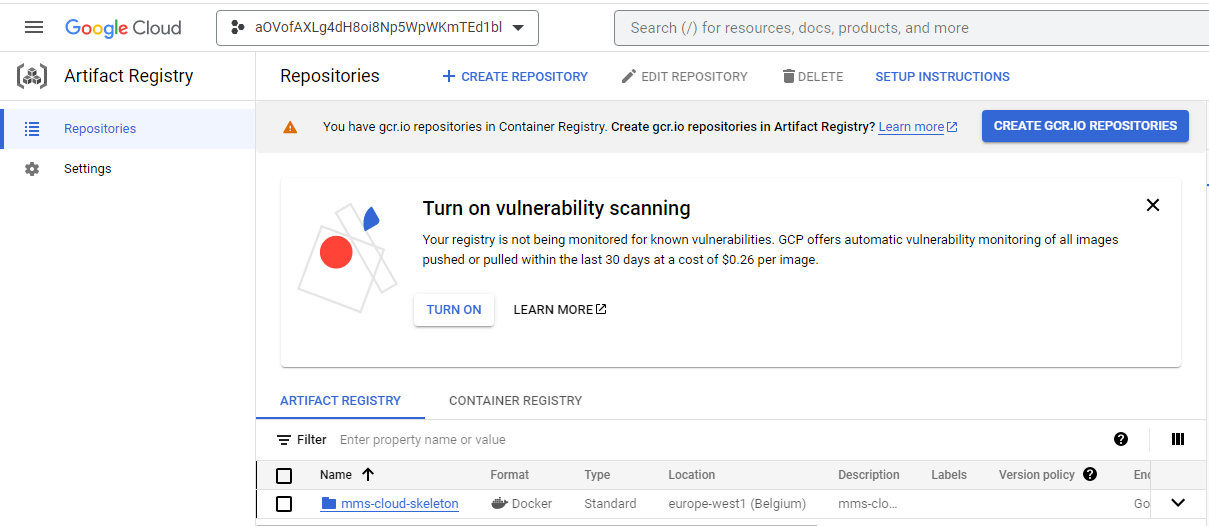 Google Cloud
aOVofAXLg4dH8oi8Np5WpWKmTEd1bl
Search (/) for resources, docs, products, and more
Artifact Registry
Repositories
CREATE REPOSITORY
EDIT REPOSITORY
DELETE
SETUP INSTRUCTIONS
Repositories
Settings
You have gcr.io repositories in Container Registry. Create gcr.io repositories in Artifact Registry? Learn more
CREATE GCR.IO REPOSITORIES
Turn on vulnerability scanning
Your registry is not being monitored for known vulnerabilities. GCP offers automatic vulnerability monitoring of all images
pushed or pulled within the last 30 days at a cost of $0.26 per image.
TURN ON
LEARN MORE
ARTIFACT REGISTRY
CONTAINER REGISTRY
Filter
Enter property name or value
Name
Format
Type
Location
Description
Labels
Version policy
Enc
mms-cloud-skeleton
Docker
Standard
europe-west1 (Belgium)
mms-clo...
Go